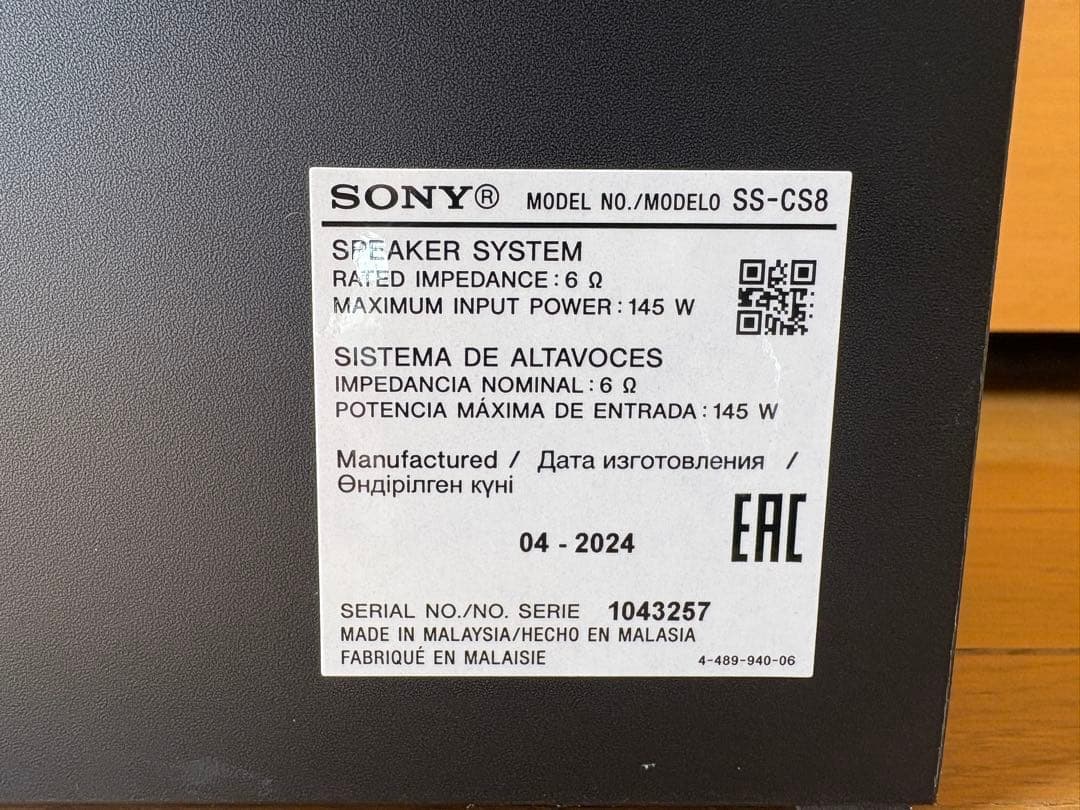 SONY® MODEL NO./MODELO SS-CS8
SPEAKER SYSTEM
RATED IMPEDANCE : 6 Ω
MAXIMUM INPUT POWER : 145 W
SISTEMA DE ALTAVOCES
IMPEDANCIA NOMINAL : 6 Ω
POTENCIA MÁXIMA DE ENTRADA : 145 W
Manufactured / Дата изготовления /
Өндірілген күні
EAC
04 - 2024
SERIAL NO./NO. SERIE 1043257
MADE IN MALAYSIA/HECHO EN MALASIA
FABRIQUÉ EN MALAISIE 4-489-940-06